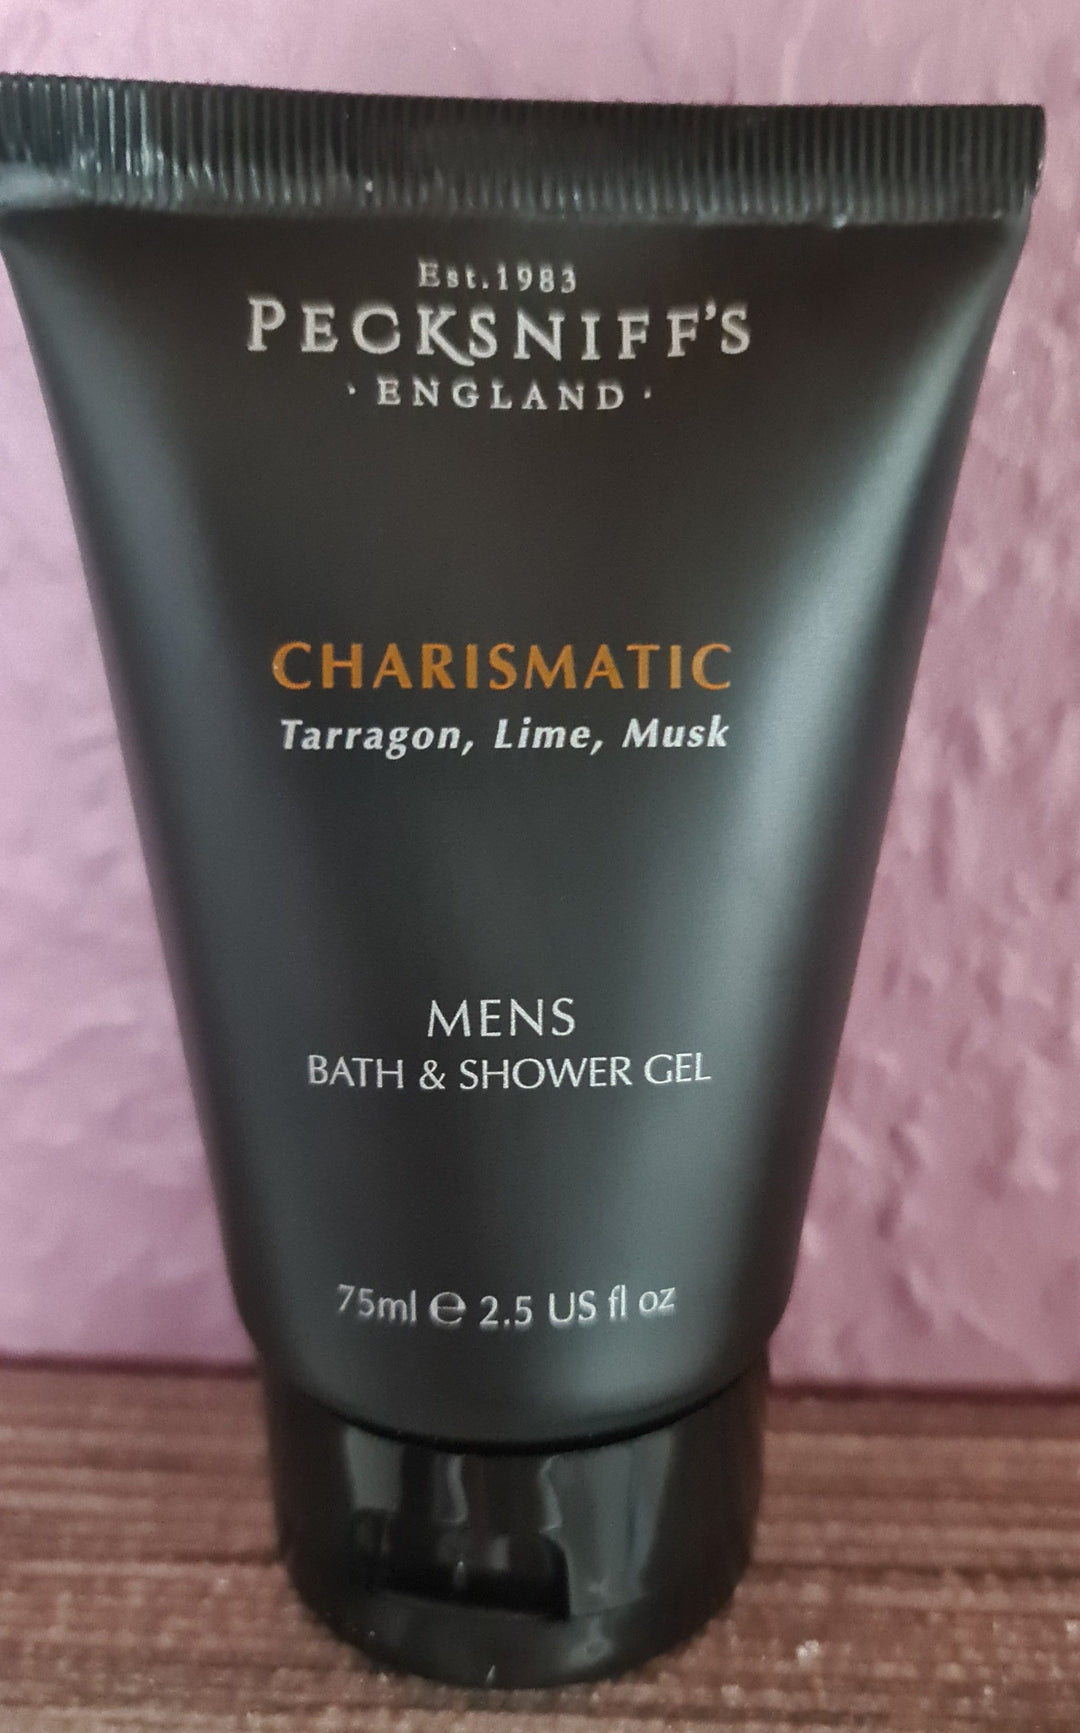 Est.1983
PECKSNIFF'S
· ENGLAND ·
CHARISMATIC
Tarragon, Lime, Musk
MENS
BATH & SHOWER GEL
75ml ℮ 2.5 US fl oz